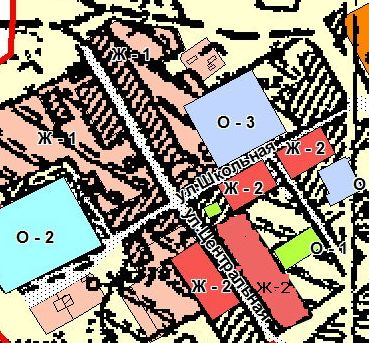 Ж - 1
О - 3
Ж - 1
Ж - 2
ул.Школьная
Ж - 2
О
ул.Центральная
О - 2
О - 1
Ж - 2
Ж-2